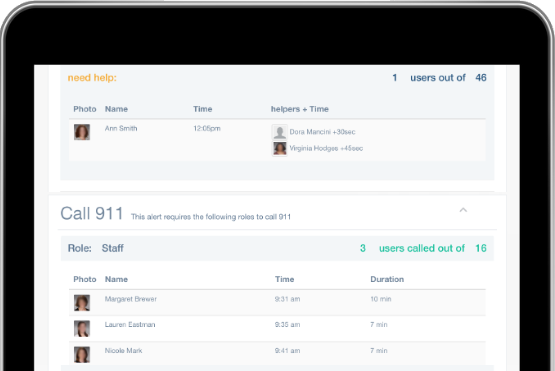 need help: 1 users out of 46
Photo Name Time helpers + Time
Ann Smith 12:05pm Dora Mancini +30sec
Virginia Hodges +45sec
Call 911 This alert requires the following roles to call 911
Role: Staff 3 users called out of 16
Photo Name Time Duration
Margaret Brewer 9:31 am 10 min
Lauren Eastman 9:35 am 7 min
Nicole Mark 9:41 am 7 min